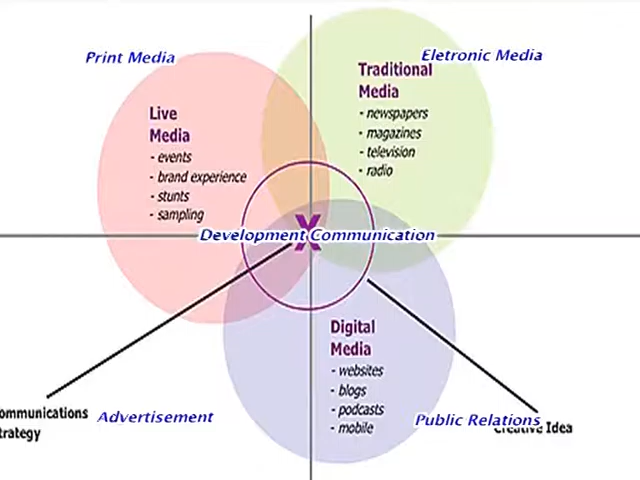 Print Media
Eletronic Media
Traditional
Media
- newspapers
- magazines
- television
- radio
Live
Media
- events
- brand experience
- stunts
- sampling
X
Development Communication
Digital
Media
- websites
- blogs
- podcasts
- mobile
ommunications
trategy
Advertisement
Public Relations
Creative Idea